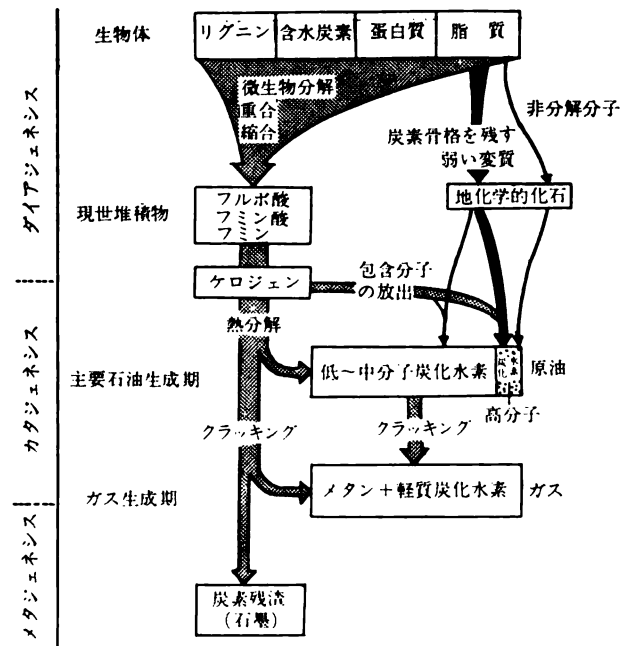 生物体
リグニン
含水炭素
蛋白質
脂質
微生物分解
重合
縮合
非分解分子
炭素骨格を残す
弱い変質
ダイアジェネシス
現世堆積物
フルボ酸
フミン酸
フミン
地化学的化石
ケロジェン
包含分子
の放出
熱分解
カタジェネシス
主要石油生成期
低~中分子炭化水素
炭化水素
原油
高分子
クラッキング
クラッキング
ガス生成期
メタン+軽質炭化水素
ガス
メタジェネシス
炭素残渣
(石墨)